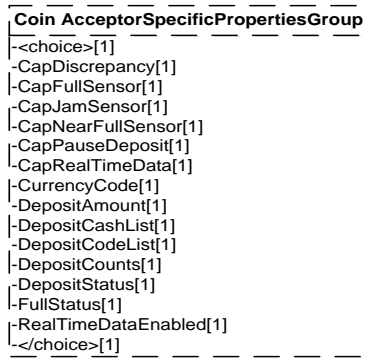 Coin AcceptorSpecificPropertiesGroup
-<choice>[1]
-CapDiscrepancy[1]
-CapFullSensor[1]
-CapJamSensor[1]
-CapNearFullSensor[1]
-CapPauseDeposit[1]
-CapRealTimeData[1]
-CurrencyCode[1]
-DepositAmount[1]
-DepositCashList[1]
-DepositCodeList[1]
-DepositCounts[1]
-DepositStatus[1]
-FullStatus[1]
-RealTimeDataEnabled[1]
-</choice>[1]